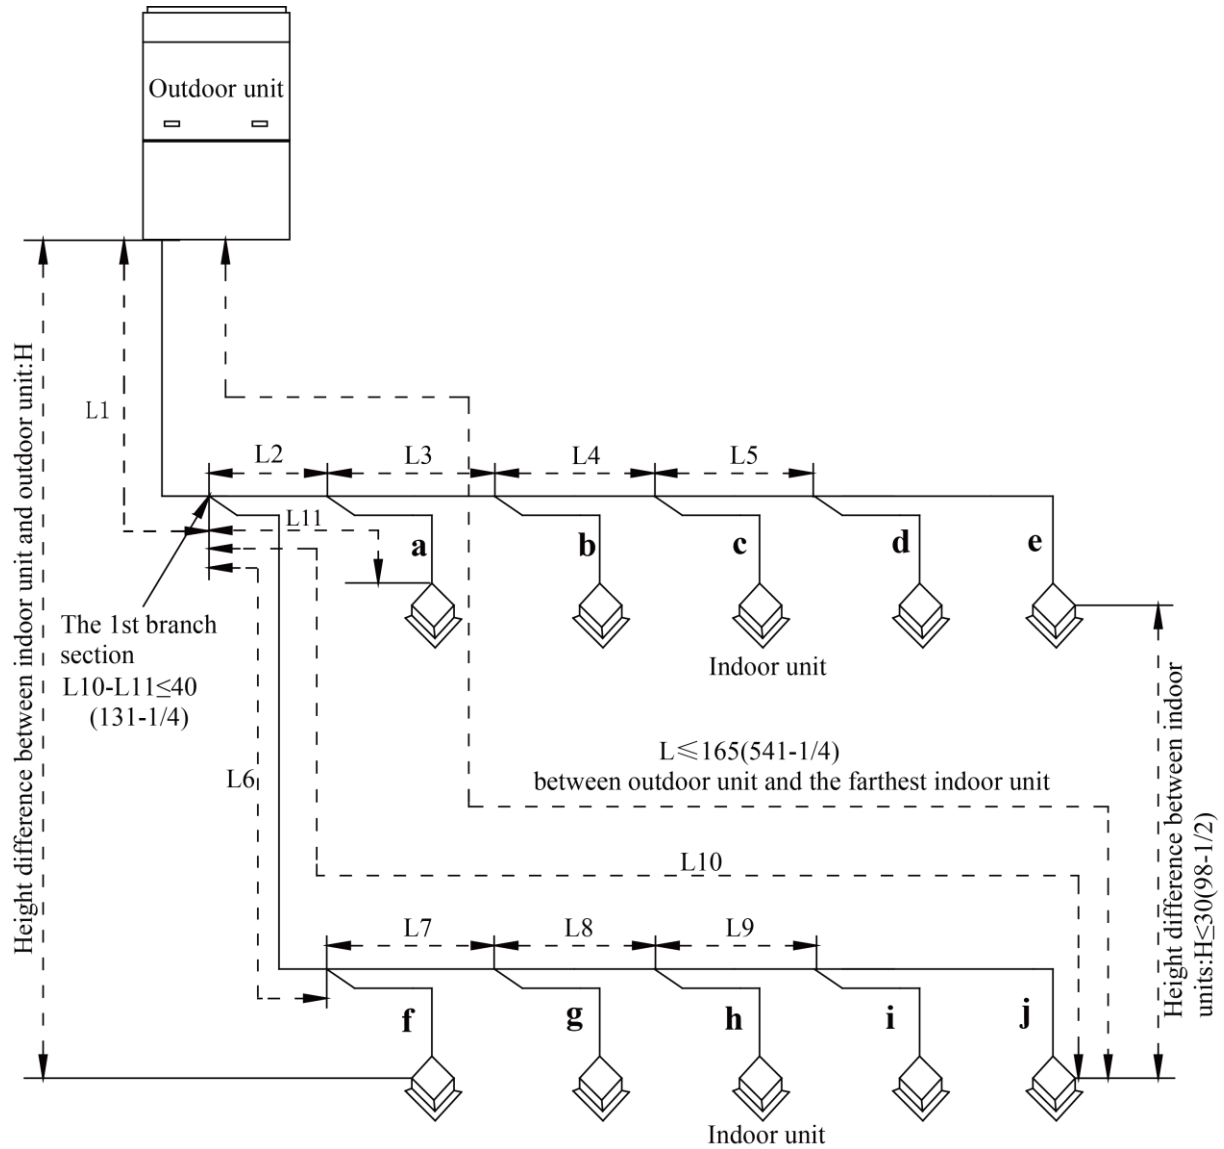 Outdoor unit
Height difference between indoor unit and outdoor unit:H
L1
L2
L3
L4
L5
L11
a
b
c
d
e
The 1st branch
section
L10-L11≤40
(131-1/4)
Indoor unit
L6
L≤165(541-1/4)
between outdoor unit and the farthest indoor unit
Height difference between indoor
units:H≤30(98-1/2)
L10
L7
L8
L9
f
g
h
i
j
Indoor unit